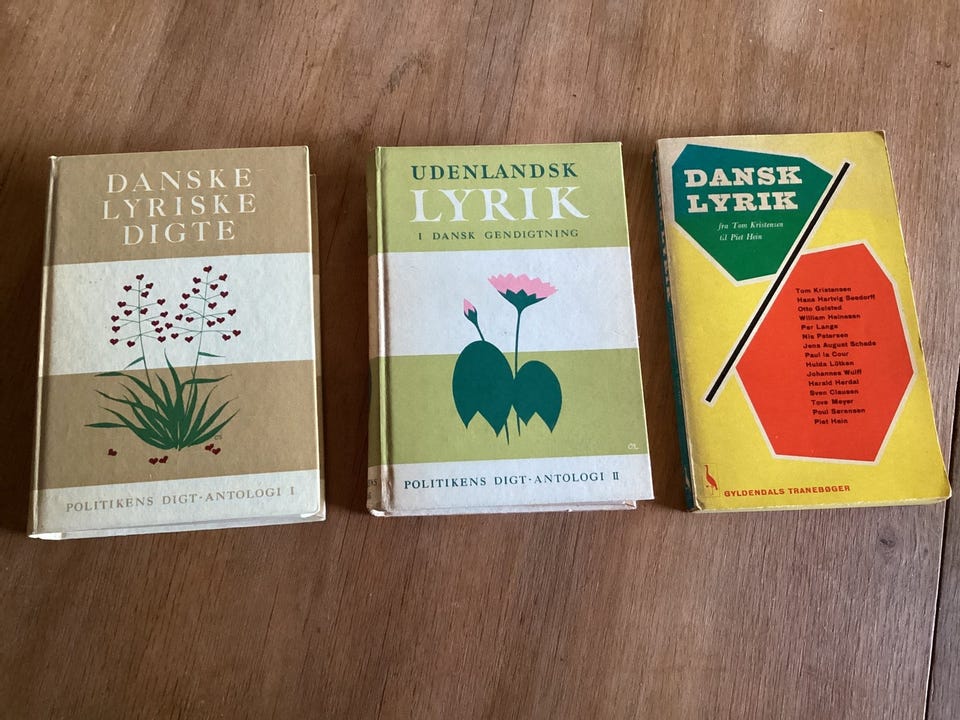 DANSKE
LYRISKE
DIGTE
POLITIKENS DIGT·ANTOLOGI I
UDENLANDSK
LYRIK
I DANSK GENDIGTNING
POLITIKENS DIGT·ANTOLOGI II
DANSK
LYRIK
fra Tom Kristensen
til Piet Hein
Tom Kristensen
Hans Hartvig Seedorff
Otto Gelsted
William Heinesen
Per Lange
Nis Petersen
Jens August Schade
Paul la Cour
Hulda Lütken
Johannes Wulff
Harald Herdal
Sven Clausen
Tove Meyer
Poul Sørensen
Piet Hein
GYLDENDALS TRANEBØGER